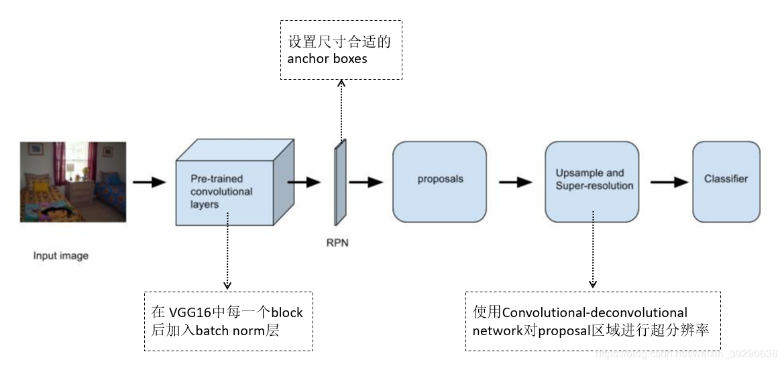 设置尺寸合适的
anchor boxes
Pre-trained
convolutional
layers
proposals
Upsample and
Super-resolution
Classifier
RPN
Input image
在 VGG16中每一个block
后加入batch norm层
使用Convolutional-deconvolutional
network对proposal区域进行超分辨率